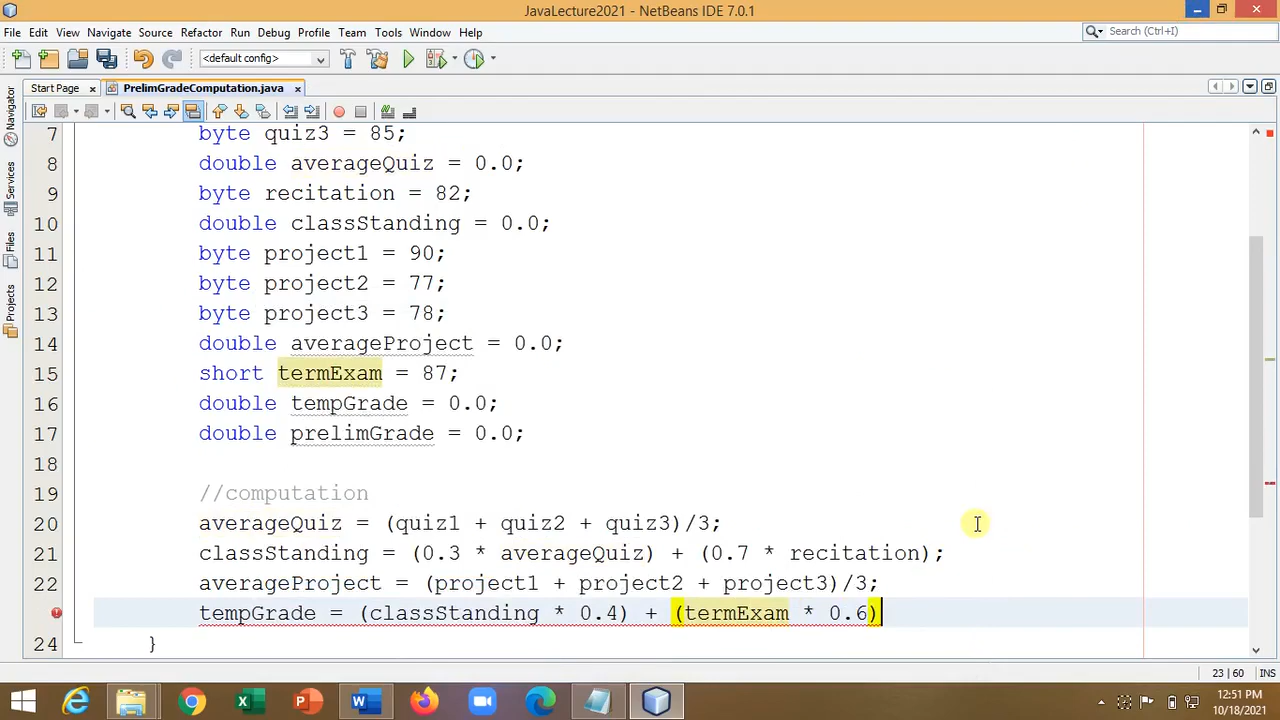 JavaLecture2021 - NetBeans IDE 7.0.1
File Edit View Navigate Source Refactor Run Debug Profile Team Tools Window Help
Search (Ctrl+I)
<default config>
Start Page
PrelimGradeComputation.java
Navigator
Services
Files
Projects
7 byte quiz3 = 85;
8 double averageQuiz = 0.0;
9 byte recitation = 82;
10 double classStanding = 0.0;
11 byte project1 = 90;
12 byte project2 = 77;
13 byte project3 = 78;
14 double averageProject = 0.0;
15 short termExam = 87;
16 double tempGrade = 0.0;
17 double prelimGrade = 0.0;
18
19 //computation
20 averageQuiz = (quiz1 + quiz2 + quiz3)/3;
21 classStanding = (0.3 * averageQuiz) + (0.7 * recitation);
22 averageProject = (project1 + project2 + project3)/3;
tempGrade = (classStanding * 0.4) + (termExam * 0.6)
24 }
23 | 60 INS
12:51 PM
10/18/2021